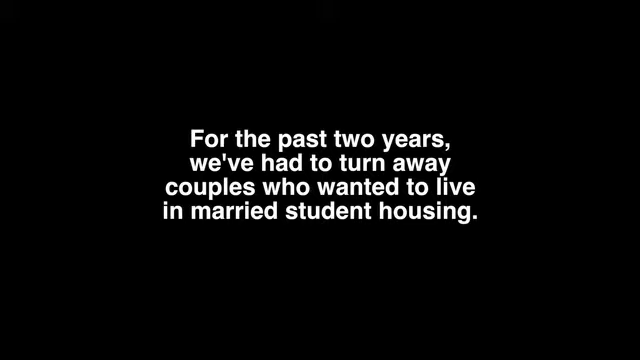 For the past two years,
we've had to turn away
couples who wanted to live
in married student housing.